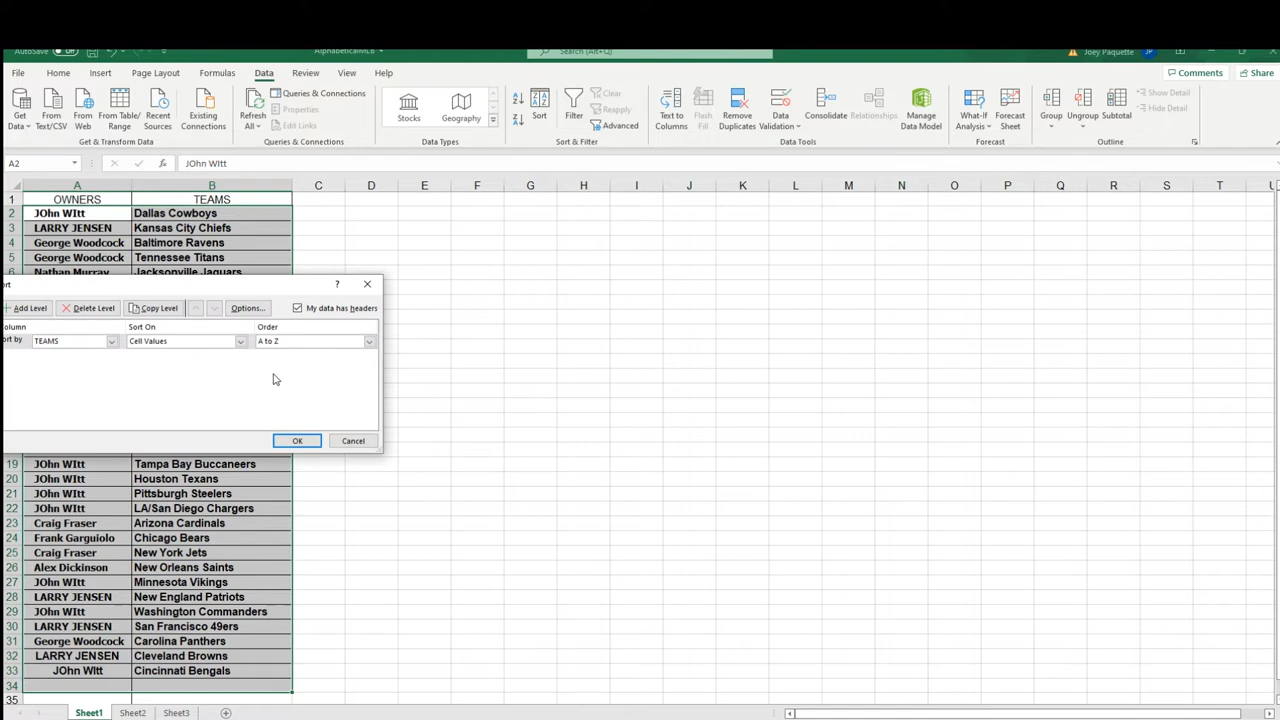 AutoSave Off AlphabeticalMLB Search (Alt+Q) Joey Paquette JP
File Home Insert Page Layout Formulas Data Review View Help Comments Share
Get Data From Text/CSV From Web From Table/Range Recent Sources Existing Connections
Refresh All Queries & Connections Properties Edit Links
Stocks Geography
Sort Filter Clear Reapply Advanced
Text to Columns Flash Fill Remove Duplicates Data Validation Consolidate Relationships Manage Data Model
What-If Analysis Forecast Sheet
Group Ungroup Subtotal Show Detail Hide Detail
Get & Transform Data Queries & Connections Data Types Sort & Filter Data Tools Forecast Outline
A2 fx JOhn WItt
A B C D E F G H I J K L M N O P Q R S T U
1 OWNERS TEAMS
2 JOhn WItt Dallas Cowboys
3 LARRY JENSEN Kansas City Chiefs
4 George Woodcock Baltimore Ravens
5 George Woodcock Tennessee Titans
6 Nathan Murray Jacksonville Jaguars
ort ?
Add Level Delete Level Copy Level Options... My data has headers
olumn Sort On Order
ort by TEAMS Cell Values A to Z
OK Cancel
19 JOhn WItt Tampa Bay Buccaneers
20 JOhn WItt Houston Texans
21 JOhn WItt Pittsburgh Steelers
22 JOhn WItt LA/San Diego Chargers
23 Craig Fraser Arizona Cardinals
24 Frank Garguiolo Chicago Bears
25 Craig Fraser New York Jets
26 Alex Dickinson New Orleans Saints
27 JOhn WItt Minnesota Vikings
28 LARRY JENSEN New England Patriots
29 JOhn WItt Washington Commanders
30 LARRY JENSEN San Francisco 49ers
31 George Woodcock Carolina Panthers
32 LARRY JENSEN Cleveland Browns
33 JOhn WItt Cincinnati Bengals
34
35
Sheet1 Sheet2 Sheet3